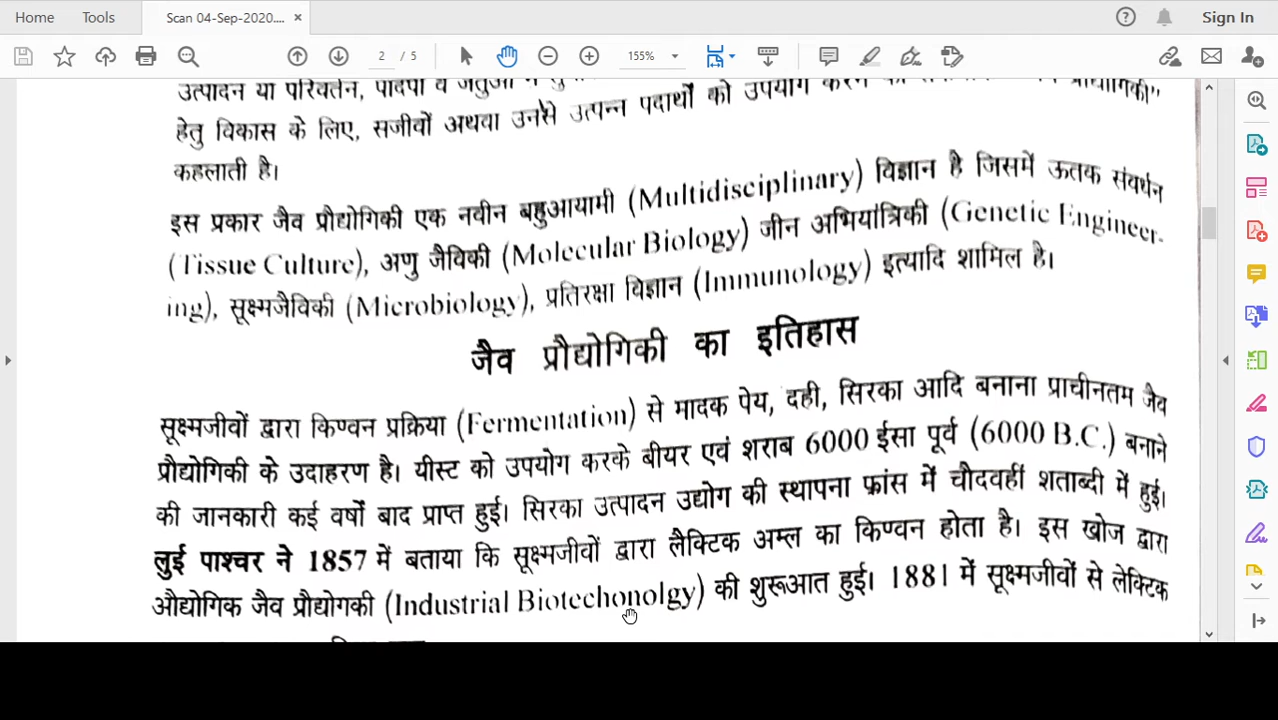 Home Tools Scan 04-Sep-2020.... × Sign In
2 / 5 155%
उत्पादन या परिवर्तन, पादपों व जंतुओं में
हेतु विकास के लिए, सजीवों अथवा उनसे उत्पन्न पदार्थों को उपयोग करने
कहलाती है।
इस प्रकार जैव प्रौद्योगिकी एक नवीन बहुआयामी (Multidisciplinary) विज्ञान है जिसमें ऊतक संवर्धन
(Tissue Culture), अणु जैविकी (Molecular Biology) जीन अभियांत्रिकी (Genetic Engineer-
ing), सूक्ष्मजैविकी (Microbiology), प्रतिरक्षा विज्ञान (Immunology) इत्यादि शामिल है।
जैव प्रौद्योगिकी का इतिहास
सूक्ष्मजीवों द्वारा किण्वन प्रक्रिया (Fermentation) से मादक पेय, दही, सिरका आदि बनाना प्राचीनतम जैव
प्रौद्योगिकी के उदाहरण है। यीस्ट को उपयोग करके बीयर एवं शराब 6000 ईसा पूर्व (6000 B.C.) बनाने
की जानकारी कई वर्षों बाद प्राप्त हुई। सिरका उत्पादन उद्योग की स्थापना फ्रांस में चौदवहीं शताब्दी में हुई।
लुई पाश्चर ने 1857 में बताया कि सूक्ष्मजीवों द्वारा लैक्टिक अम्ल का किण्वन होता है। इस खोज द्वारा
औद्योगिक जैव प्रौद्योगकी (Industrial Biotechonolgy) की शुरूआत हुई। 1881 में सूक्ष्मजीवों से लेक्टिक